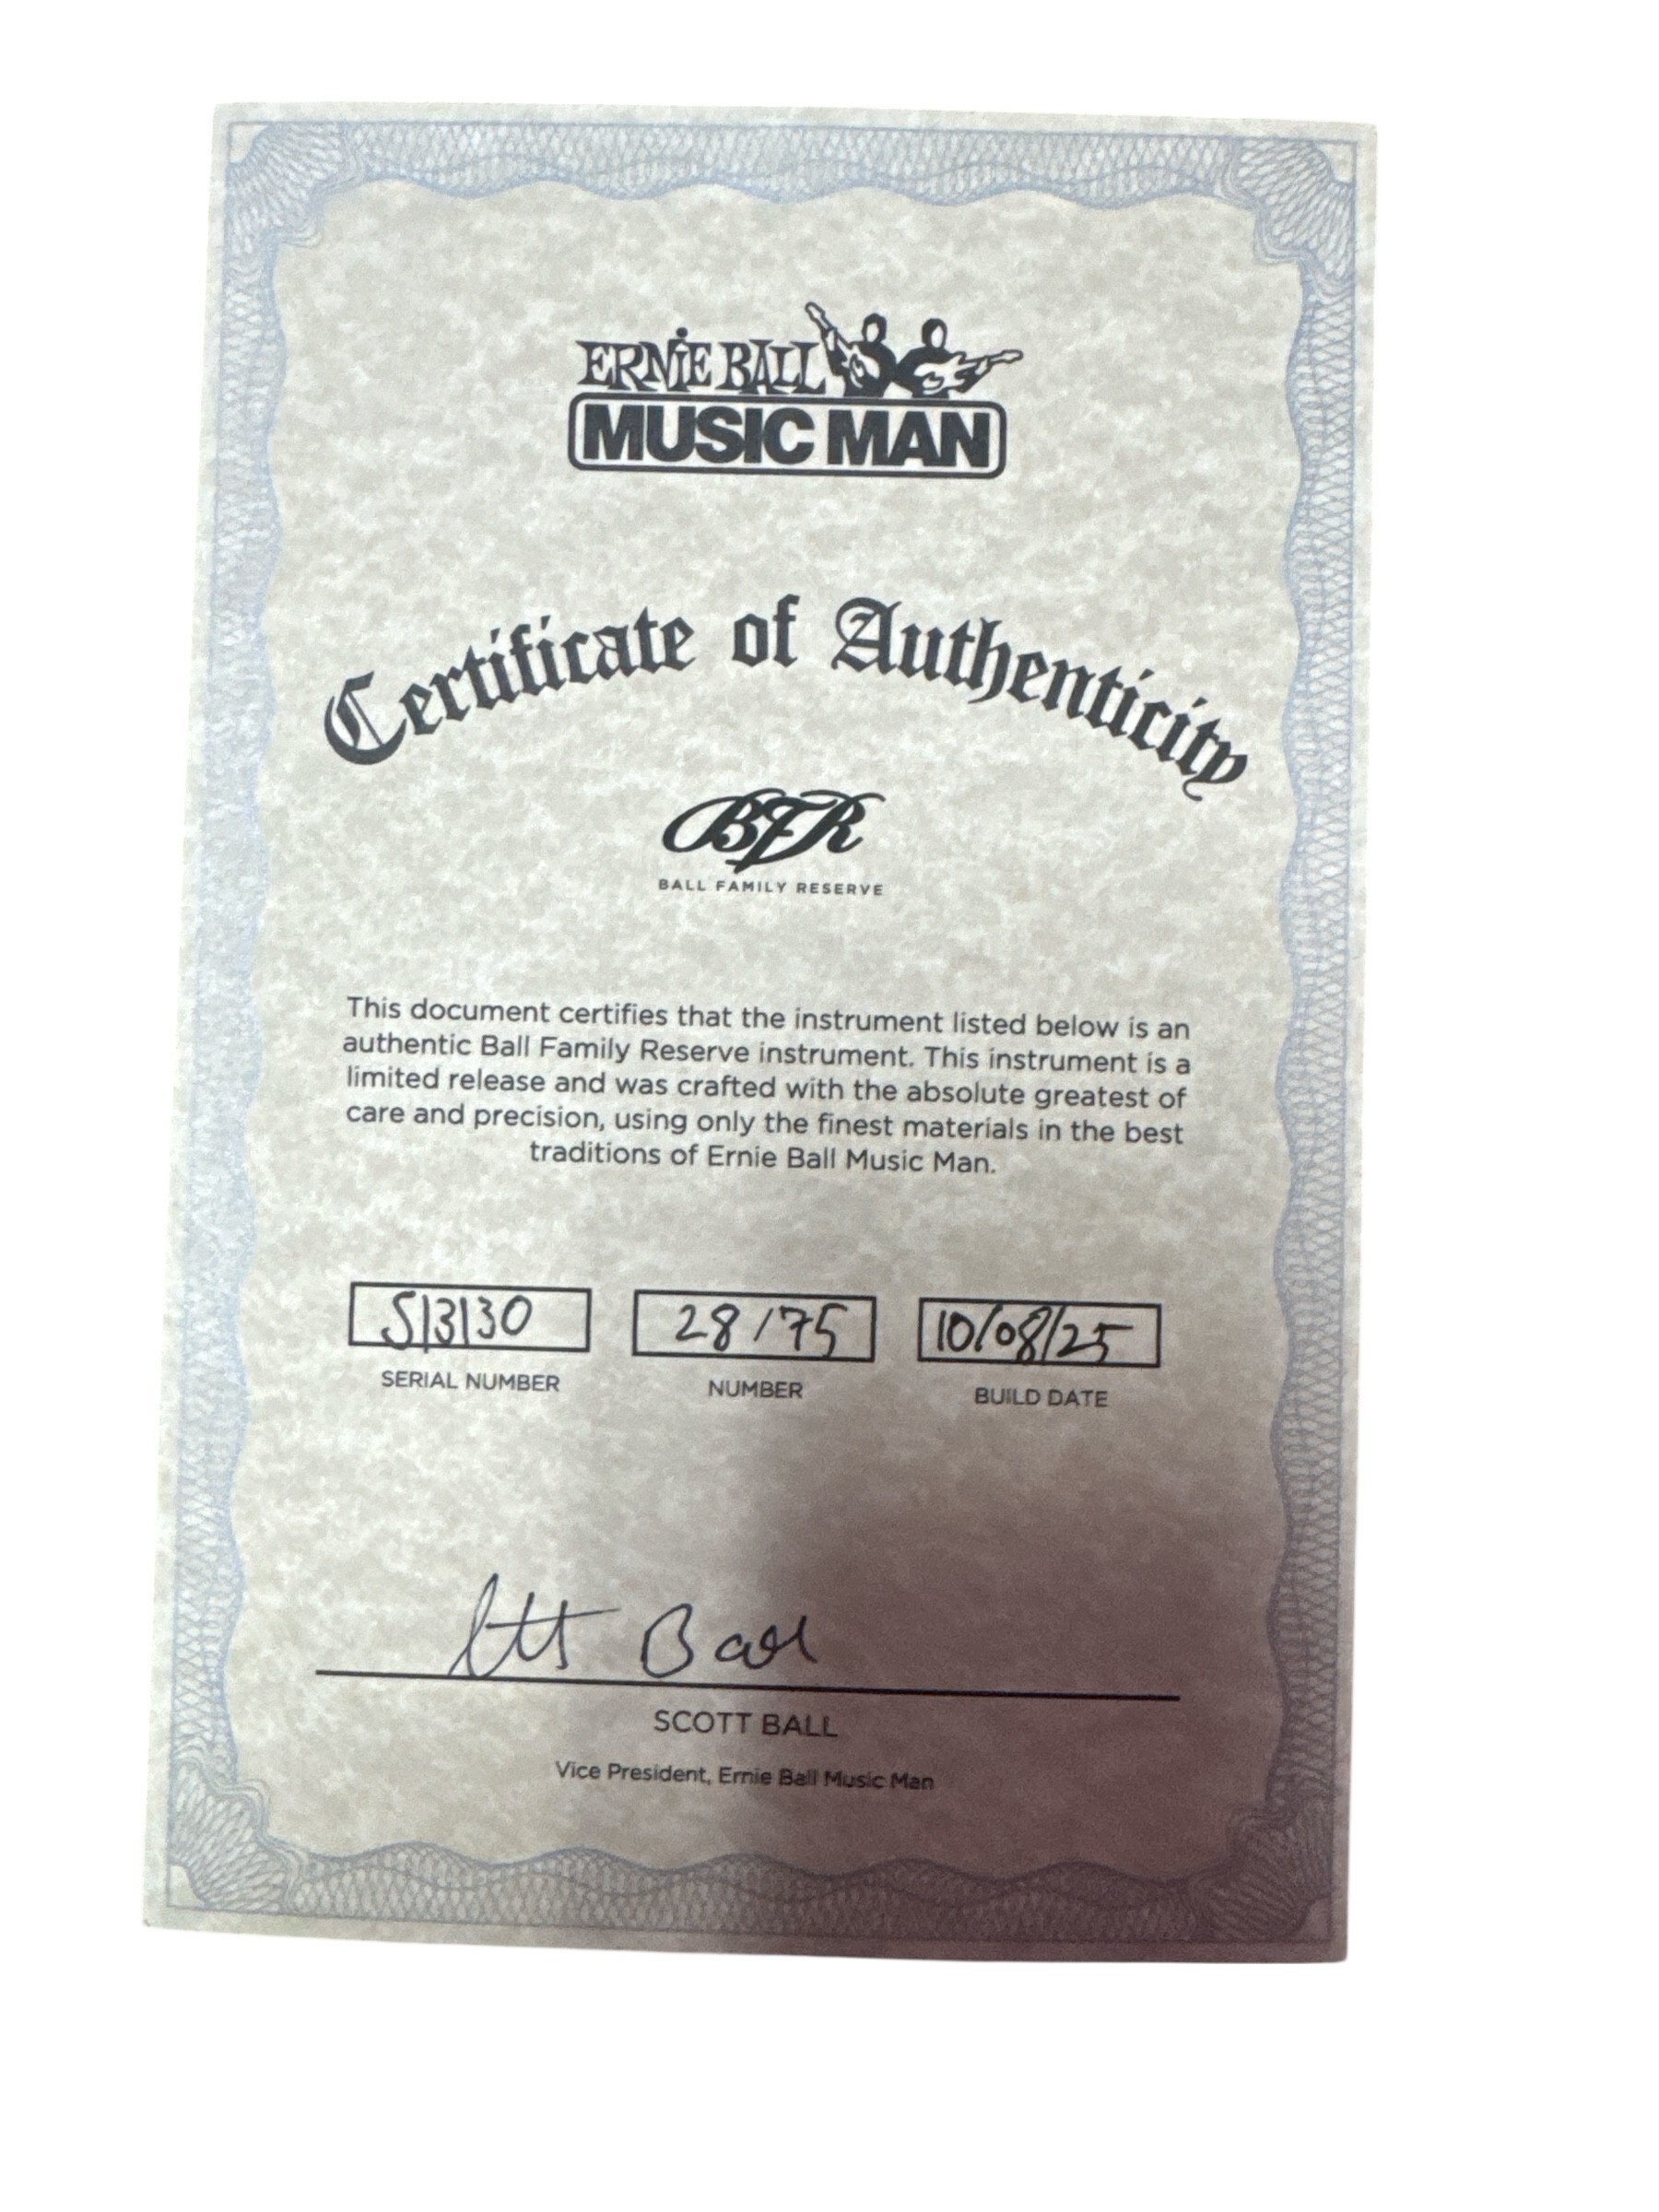 ERNIE BALL
MUSIC MAN
Certificate of Authenticity
BFR
BALL FAMILY RESERVE
This document certifies that the instrument listed below is an
authentic Ball Family Reserve instrument. This instrument is a
limited release and was crafted with the absolute greatest of
care and precision, using only the finest materials in the best
traditions of Ernie Ball Music Man.
S13130 28/75 10/08/25
SERIAL NUMBER NUMBER BUILD DATE
Scott Ball
SCOTT BALL
Vice President, Ernie Ball Music Man